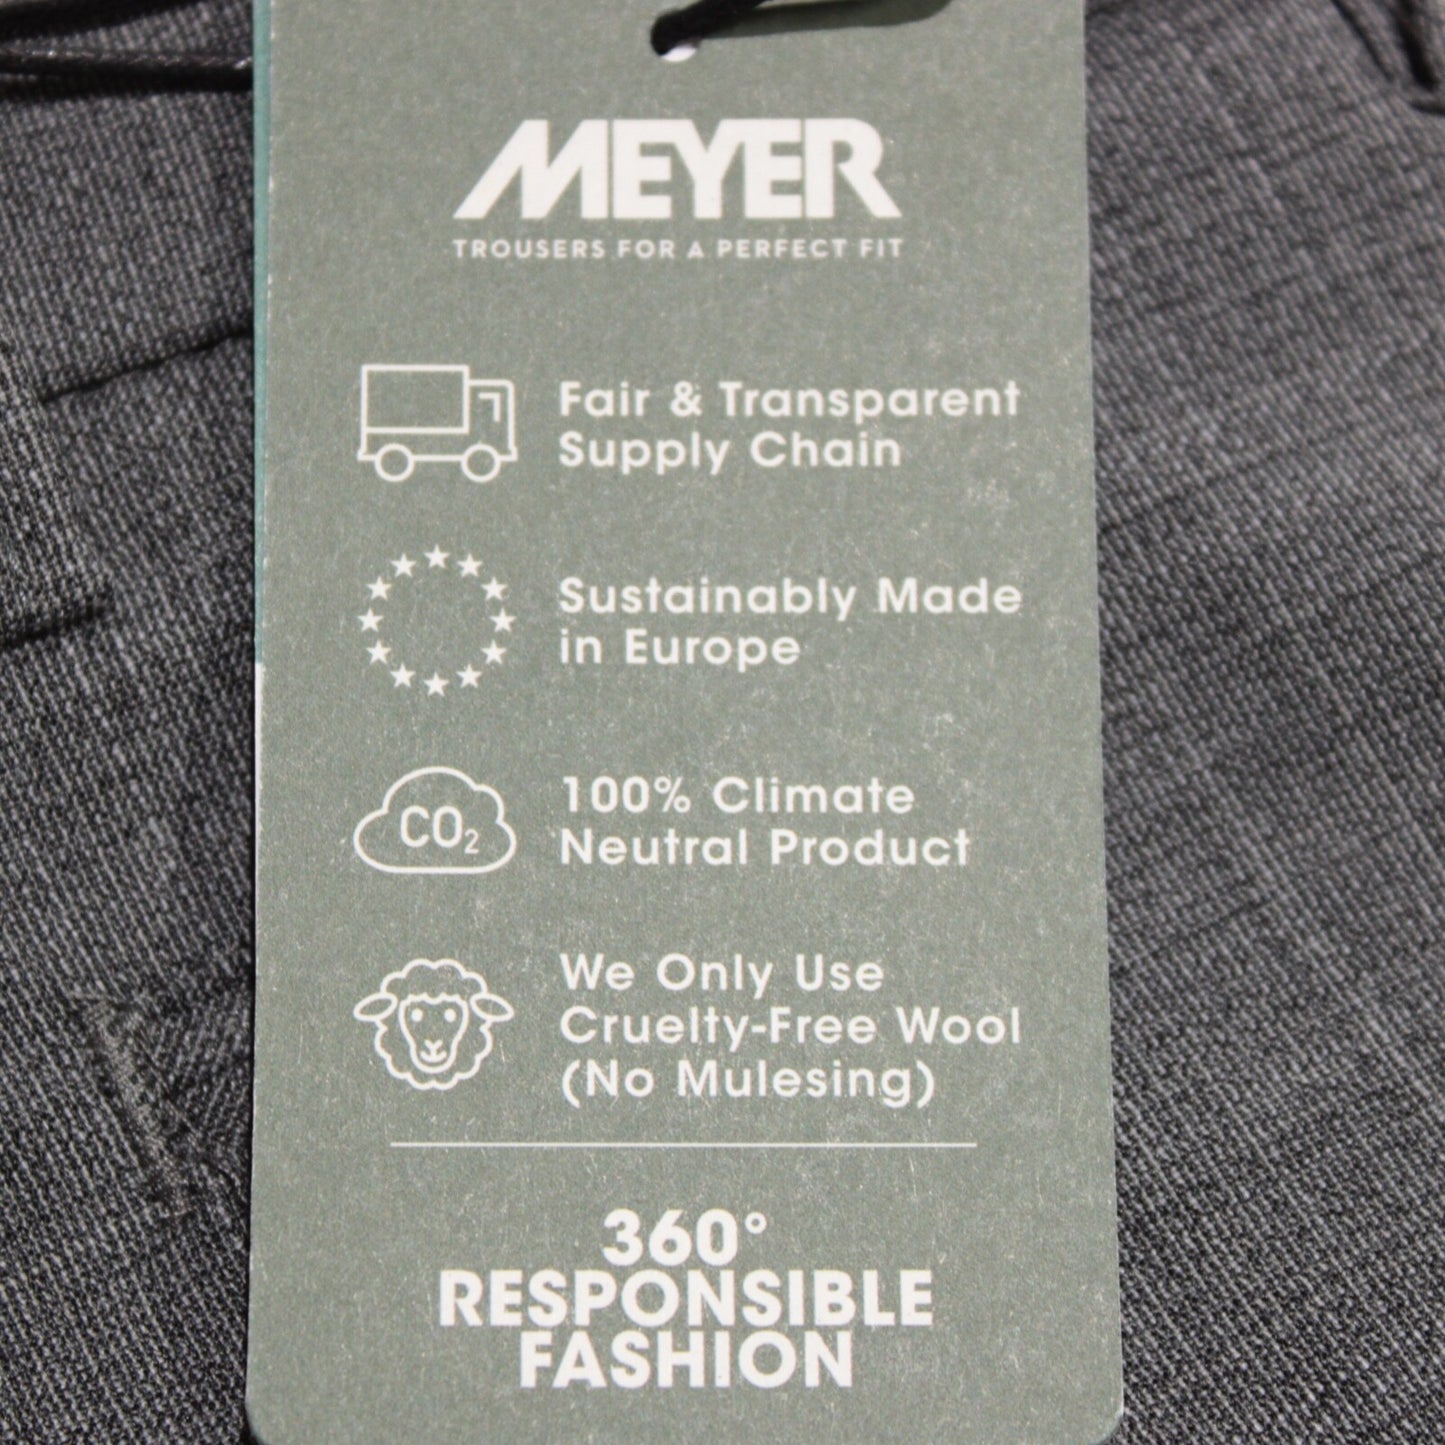 MEYER
TROUSERS FOR A PERFECT FIT
Fair & Transparent
Supply Chain
Sustainably Made
in Europe
CO₂
100% Climate
Neutral Product
We Only Use
Cruelty-Free Wool
(No Mulesing)
360°
RESPONSIBLE
FASHION